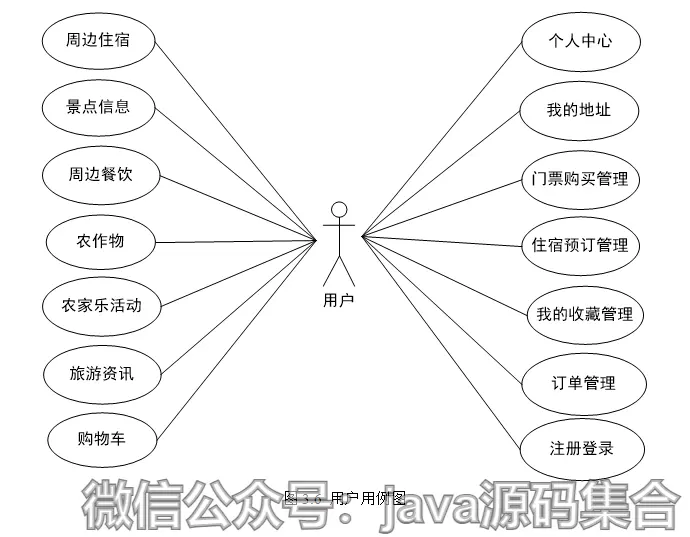 周边住宿
景点信息
周边餐饮
农作物
农家乐活动
旅游资讯
购物车
用户
个人中心
我的地址
门票购买管理
住宿预订管理
我的收藏管理
订单管理
注册登录
图 3.6 用户用例图
微信公众号：java源码集合